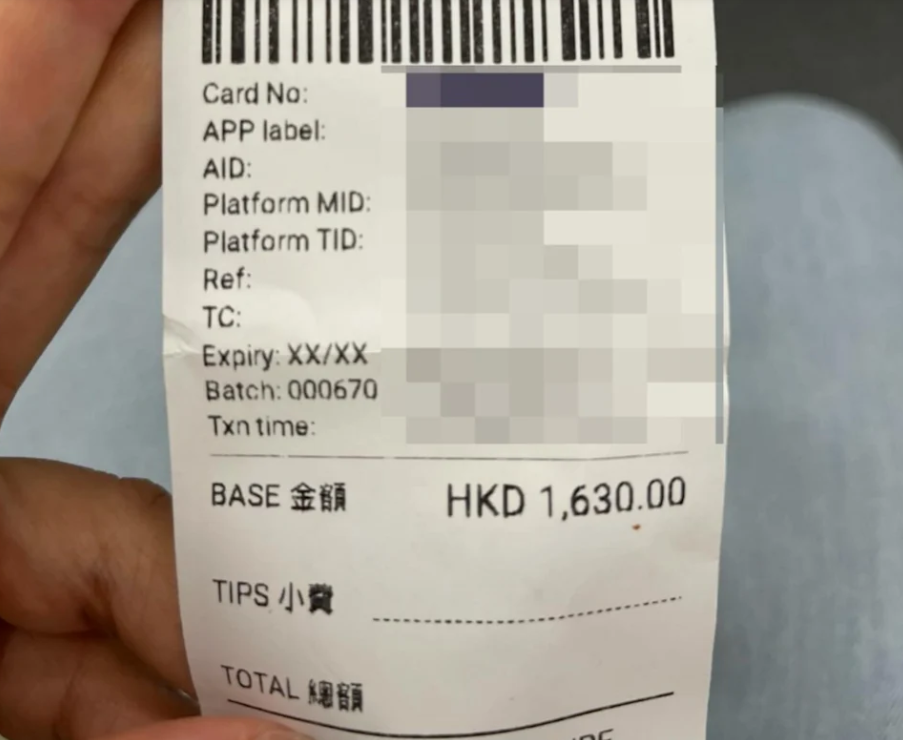 Card No:
APP label:
AID:
Platform MID:
Platform TID:
Ref:
TC:
Expiry: XX/XX
Batch: 000670
Txn time:
BASE 金額 HKD 1,630.00
TIPS 小費
TOTAL 總額